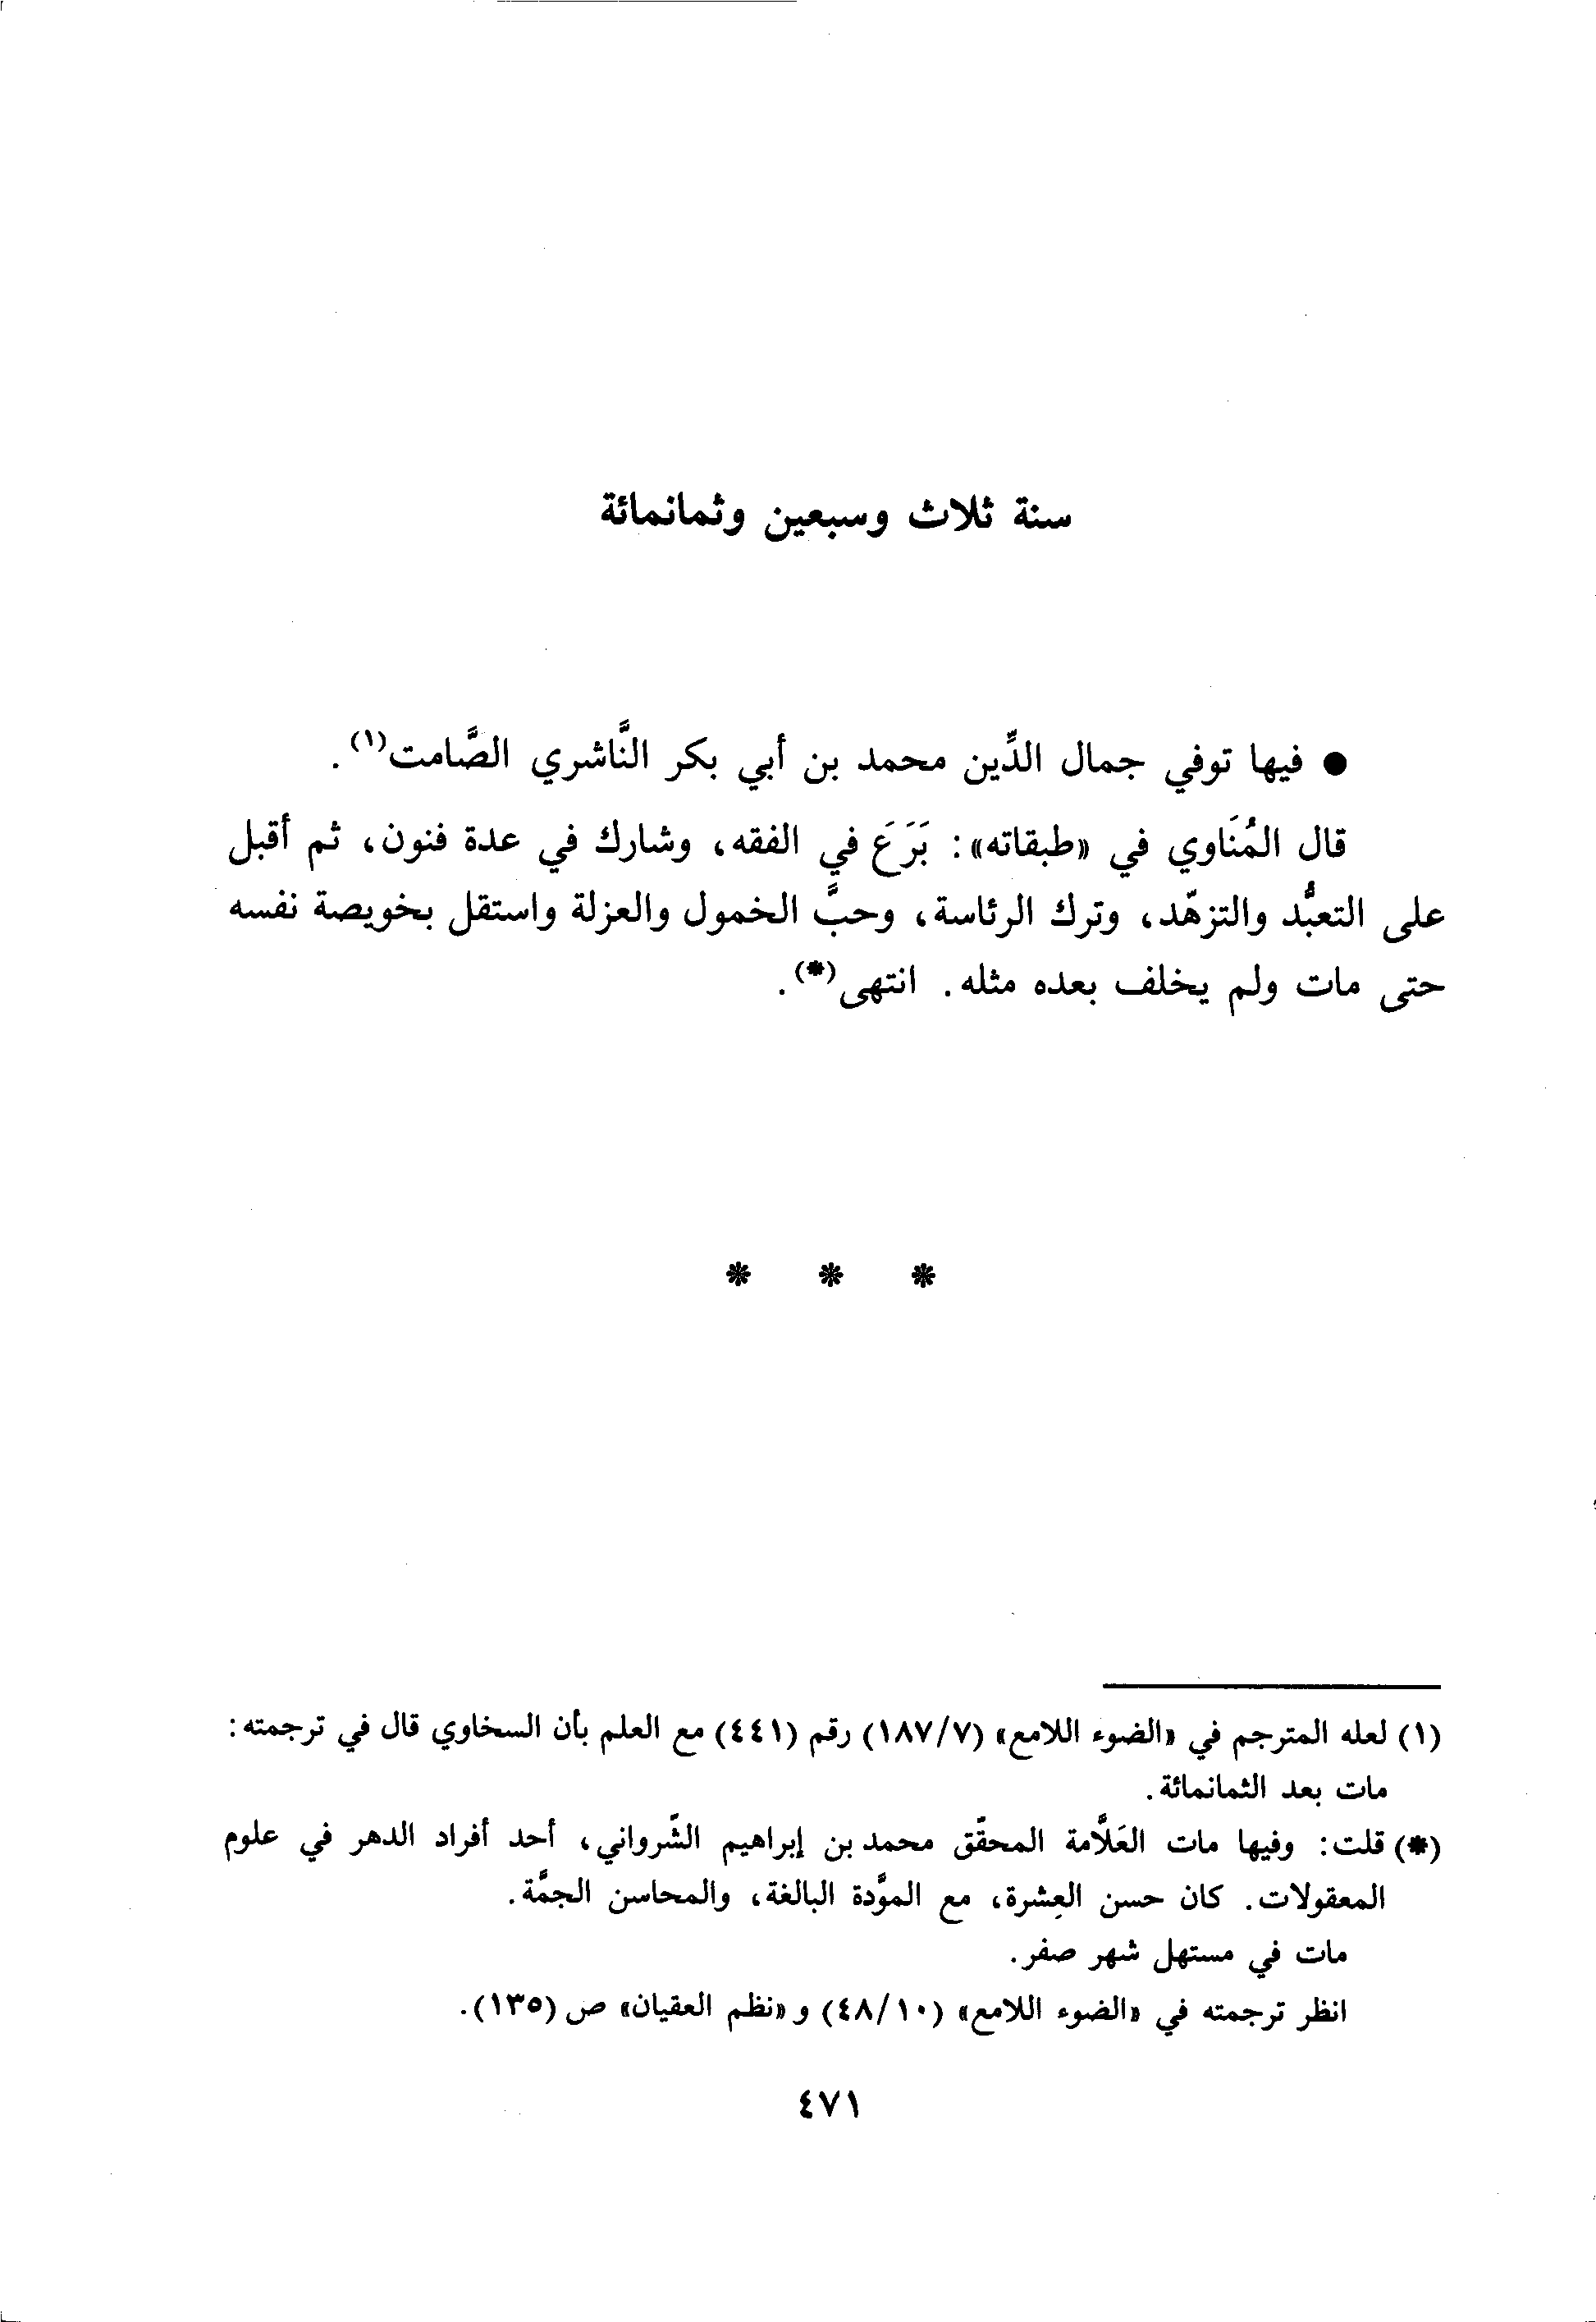 سنة ثلاث وسبعين وثمانمائة
● فيها توفي جمال الدِّين محمد بن أبي بكر النَّاشري الصَّامت(١).
قال المُنَاوي في «طبقاته»: بَرَعَ في الفقه، وشارك في عدة فنون، ثم أقبل
على التعبُّد والتزهّد، وترك الرئاسة، وحبَّ الخمول والعزلة واستقل بخويصة نفسه
حتى مات ولم يخلف بعده مثله. انتهى(*).
* * *
(١) لعله المترجم في «الضوء اللامع» (١٨٧/٧) رقم (٤٤١) مع العلم بأن السخاوي قال في ترجمته:
مات بعد الثمانمائة.
(*) قلت: وفيها مات العَلَّامة المحقّق محمد بن إبراهيم الشّرواني، أحد أفراد الدهر في علوم
المعقولات. كان حسن العِشرة، مع الموَّدة البالغة، والمحاسن الجمَّة.
مات في مستهل شهر صفر.
انظر ترجمته في «الضوء اللامع» (٤٨/١٠) و «نظم العقيان» ص (١٣٥).
٤٧١